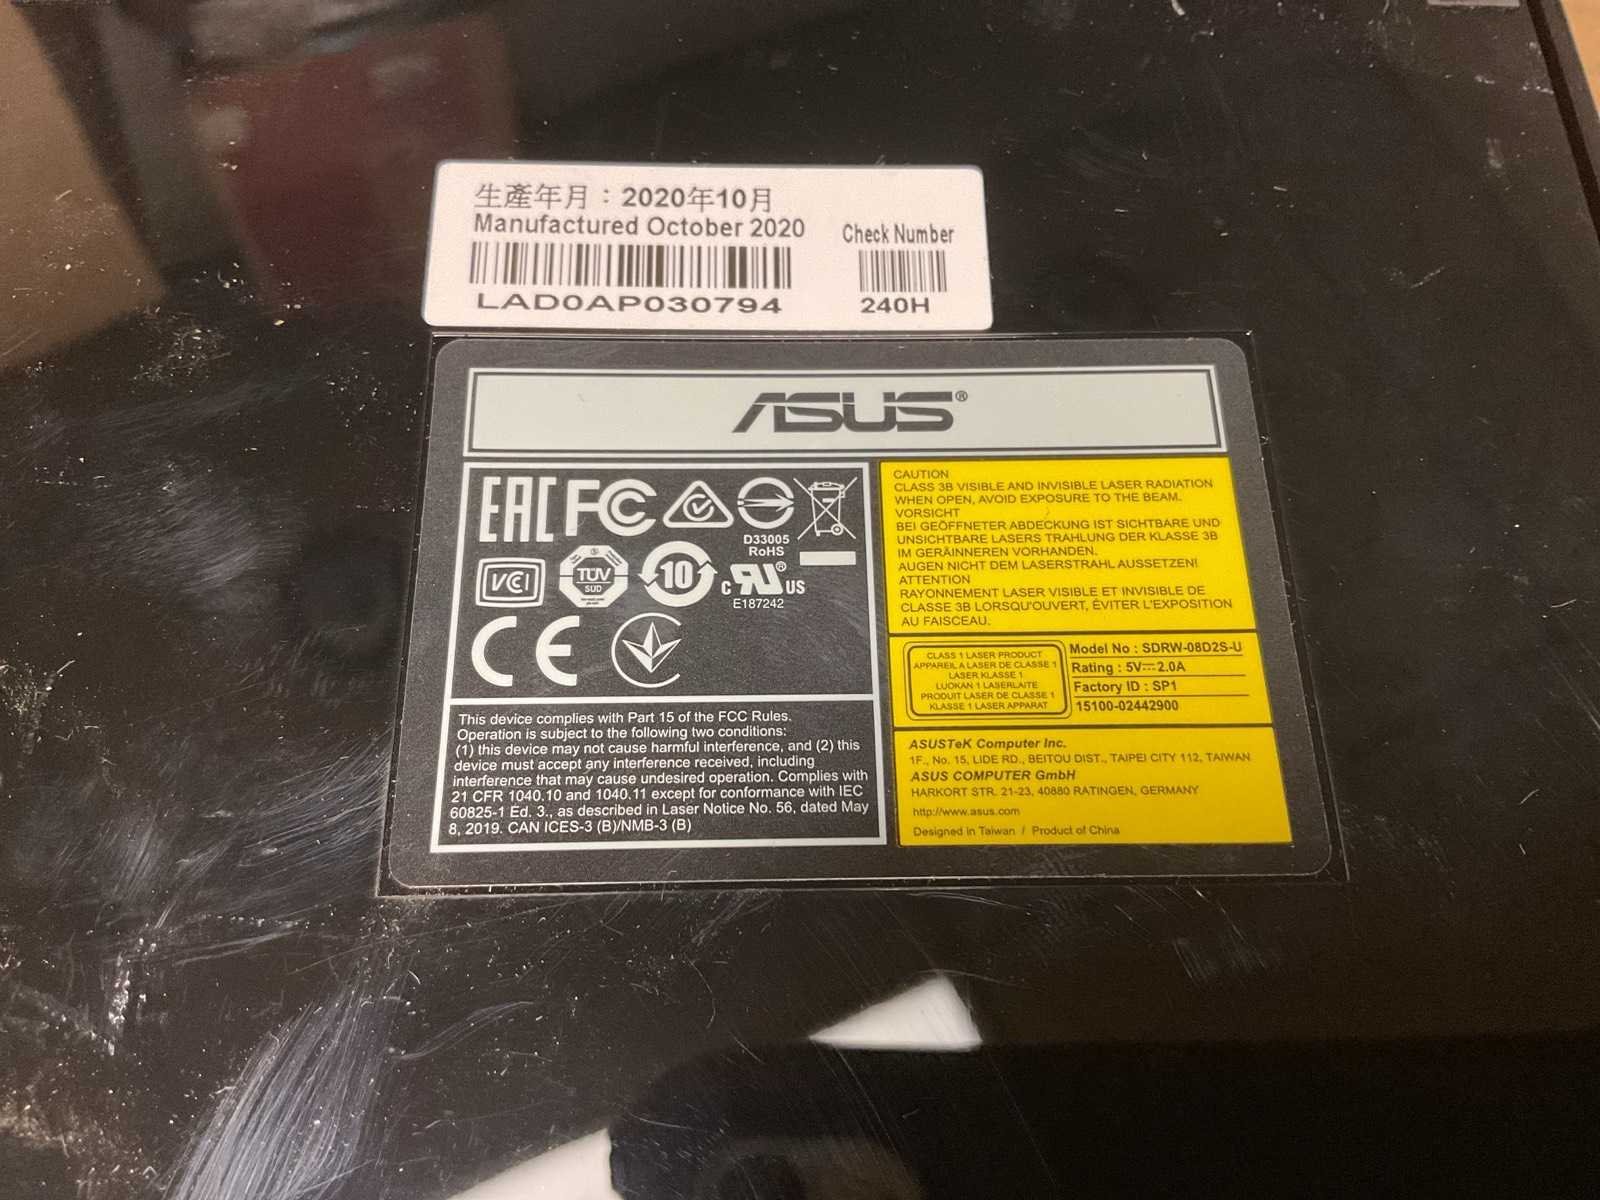 生產年月：2020年10月
Manufactured October 2020
LAD0AP030794
Check Number
240H
ASUS®
EAC FC
D33005
RoHS
VCI
TÜV
SÜD
10
c RU® US
E187242
CE
This device complies with Part 15 of the FCC Rules.
Operation is subject to the following two conditions:
(1) this device may not cause harmful interference, and (2) this
device must accept any interference received, including
interference that may cause undesired operation. Complies with
21 CFR 1040.10 and 1040.11 except for conformance with IEC
60825-1 Ed. 3., as described in Laser Notice No. 56, dated May
8, 2019. CAN ICES-3 (B)/NMB-3 (B)
CAUTION
CLASS 3B VISIBLE AND INVISIBLE LASER RADIATION
WHEN OPEN, AVOID EXPOSURE TO THE BEAM.
VORSICHT
BEI GEÖFFNETER ABDECKUNG IST SICHTBARE UND
UNSICHTBARE LASERS TRAHLUNG DER KLASSE 3B
IM GERÄINNEREN VORHANDEN.
AUGEN NICHT DEM LASERSTRAHL AUSSETZEN!
ATTENTION
RAYONNEMENT LASER VISIBLE ET INVISIBLE DE
CLASSE 3B LORSQU'OUVERT, ÉVITER L'EXPOSITION
AU FAISCEAU.
CLASS 1 LASER PRODUCT
APPAREIL A LASER DE CLASSE 1
LASER KLASSE 1
LUOKAN 1 LASERLAITE
PRODUIT LASER DE CLASSE 1
KLASSE 1 LASER APPARAT
Model No : SDRW-08D2S-U
Rating : 5V⎓2.0A
Factory ID : SP1
15100-02442900
ASUSTeK Computer Inc.
1F., No. 15, LIDE RD., BEITOU DIST., TAIPEI CITY 112, TAIWAN
ASUS COMPUTER GmbH
HARKORT STR. 21-23, 40880 RATINGEN, GERMANY
http://www.asus.com
Designed in Taiwan / Product of China